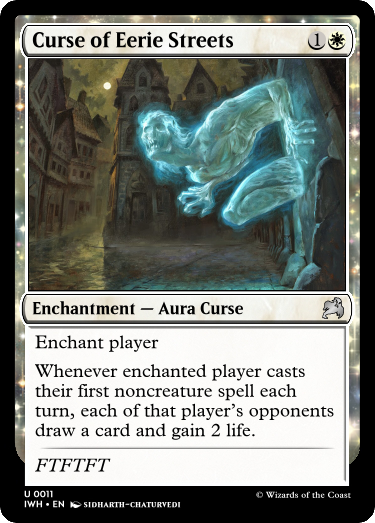 Curse of Eerie Streets 1
Enchantment — Aura Curse
Enchant player
Whenever enchanted player casts
their first noncreature spell each
turn, each of that player's opponents
draw a card and gain 2 life.
FTFTFT
U 0011
IWH • EN SIDHARTH-CHATURVEDI
© Wizards of the Coast